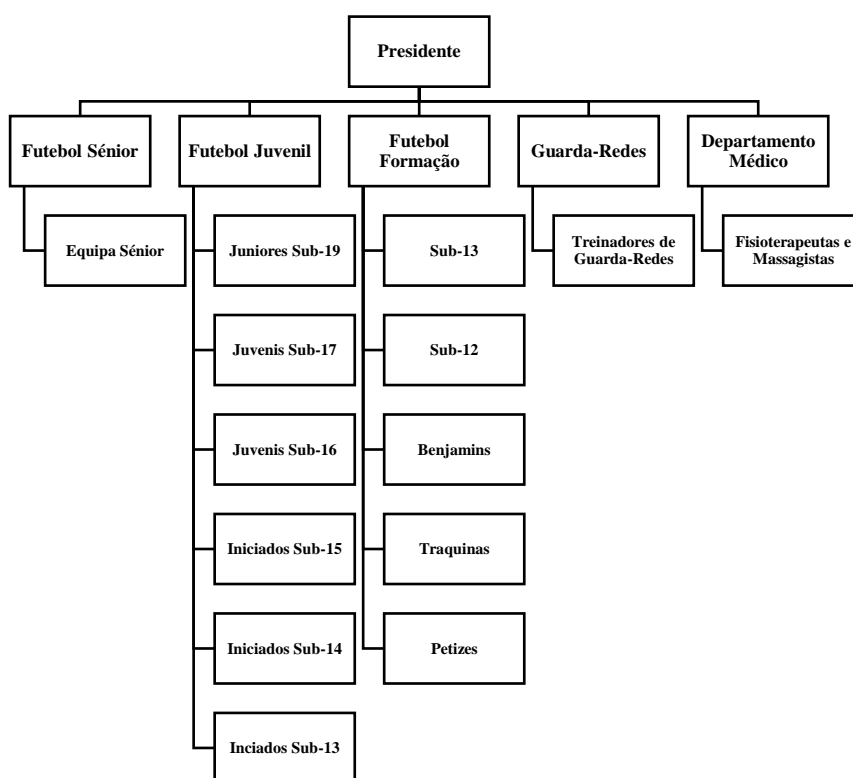 Presidente
Futebol Sénior
Futebol Juvenil
Futebol
Formação
Guarda-Redes
Departamento
Médico
Equipa Sénior
Juniores Sub-19
Juvenis Sub-17
Juvenis Sub-16
Iniciados Sub-15
Iniciados Sub-14
Inciados Sub-13
Sub-13
Sub-12
Benjamins
Traquinas
Petizes
Treinadores de
Guarda-Redes
Fisioterapeutas e
Massagistas